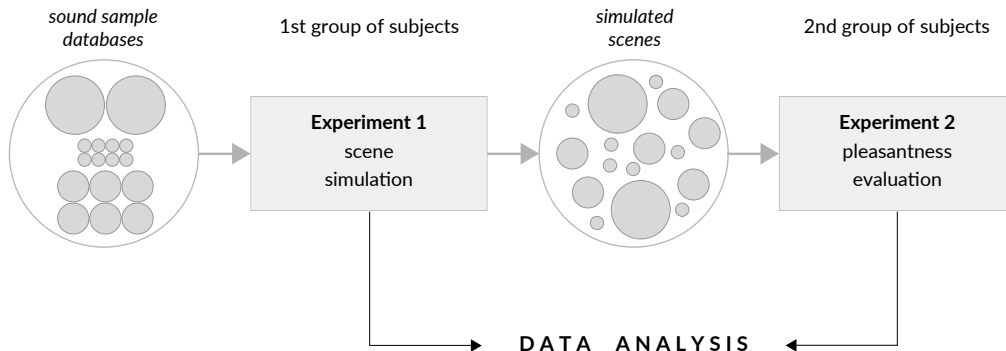 sound sample
databases
1st group of subjects
simulated
scenes
2nd group of subjects
Experiment 1
scene
simulation
Experiment 2
pleasantness
evaluation
DATA ANALYSIS